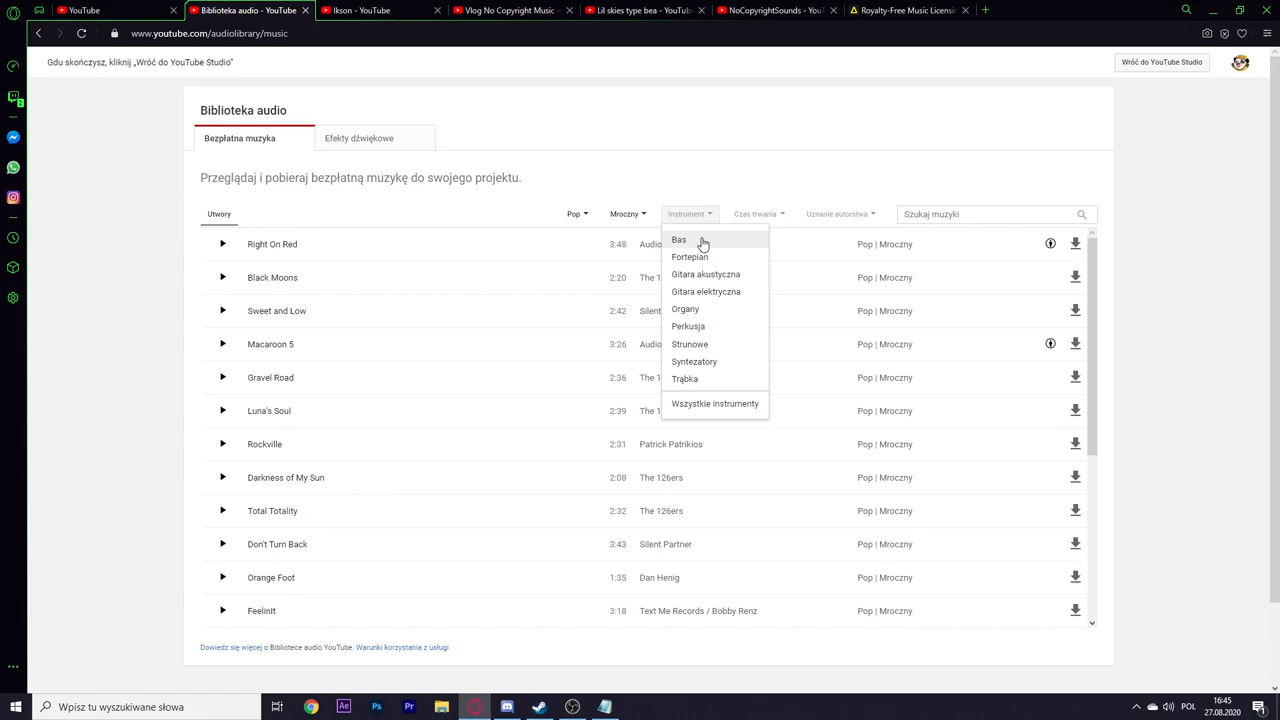 YouTube
YouTube
Ikson - YouTube
Vlog No Copyright Music
Lil skies type beat - YouTube
NoCopyrightSounds - YouTu
Royalty-Free Music Librarie
www.youtube.com/audiolibrary/music
Gdu skończysz, kliknij „Wróć do YouTube Studio”
Wróć do YouTube Studio
Biblioteka audio
Bezpłatna muzyka
Efekty dźwiękowe
Przeglądaj i pobieraj bezpłatną muzykę do swojego projektu.
Utwory
Pop
Mroczny
Instrument
Czas trwania
Uznanie autorstwa
Szukaj muzyki
Bas
Fortepian
Gitara akustyczna
Gitara elektryczna
Organy
Perkusja
Strunowe
Syntezatory
Trąbka
Wszystkie instrumenty
Right On Red 3:48 Audio Pop | Mroczny
Black Moons 2:20 The 1 Pop | Mroczny
Sweet and Low 2:42 Silent Pop | Mroczny
Macaroon 5 3:26 Audio Pop | Mroczny
Gravel Road 2:36 The 1 Pop | Mroczny
Luna's Soul 2:39 The 1 Pop | Mroczny
Rockville 2:31 Patrick Patrikios Pop | Mroczny
Darkness of My Sun 2:08 The 126ers Pop | Mroczny
Total Totality 2:32 The 126ers Pop | Mroczny
Don't Turn Back 3:43 Silent Partner Pop | Mroczny
Orange Foot 1:35 Dan Henig Pop | Mroczny
FeelinIt 3:18 Text Me Records / Bobby Renz Pop | Mroczny
Dowiedz się więcej o Bibliotece audio YouTube. Warunki korzystania z usługi
Wpisz tu wyszukiwane słowa
Ae
Ps
Pr
POL
16:45
27.08.2020